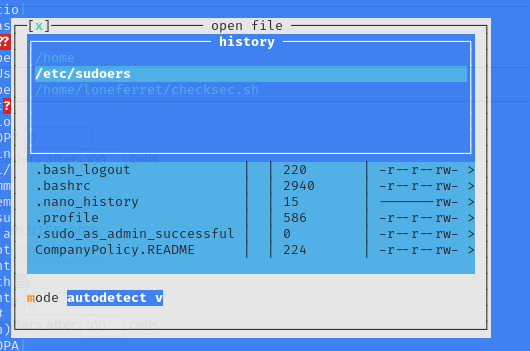 [x] open file
history
/home
/etc/sudoers
/home/loneferret/checksec.sh
.bash_logout | | 220 | -r--r--rw- >
.bashrc | | 2940 | -r--r--rw- >
.nano_history | | 15 | ------rw- >
.profile | | 586 | -r--r--rw- >
.sudo_as_admin_successful | | 0 | -r--r--rw- >
CompanyPolicy.README | | 224 | -r--r--rw- >
mode autodetect v